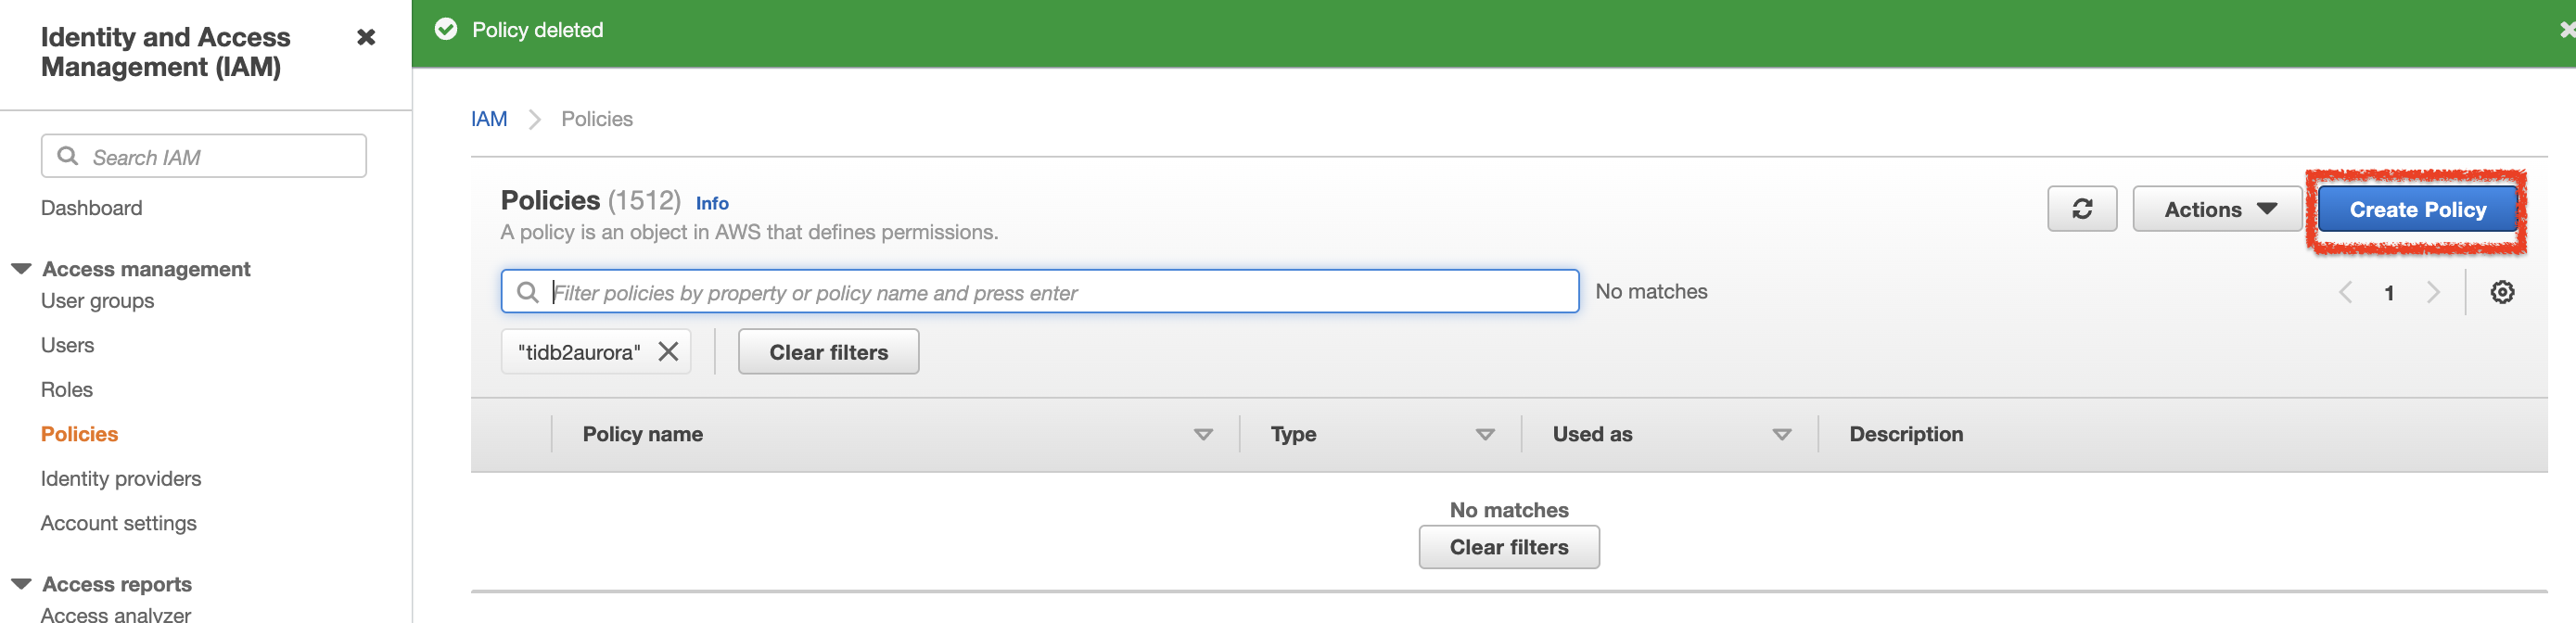 Identity and Access
Management (IAM)
Search IAM
Dashboard
Access management
User groups
Users
Roles
Policies
Identity providers
Account settings
Access reports
Access analyzer
Policy deleted
IAM Policies
Policies (1512) Info
A policy is an object in AWS that defines permissions.
Actions
Create Policy
Filter policies by property or policy name and press enter
No matches
1
"tidb2aurora"
Clear filters
Policy name Type Used as Description
No matches
Clear filters